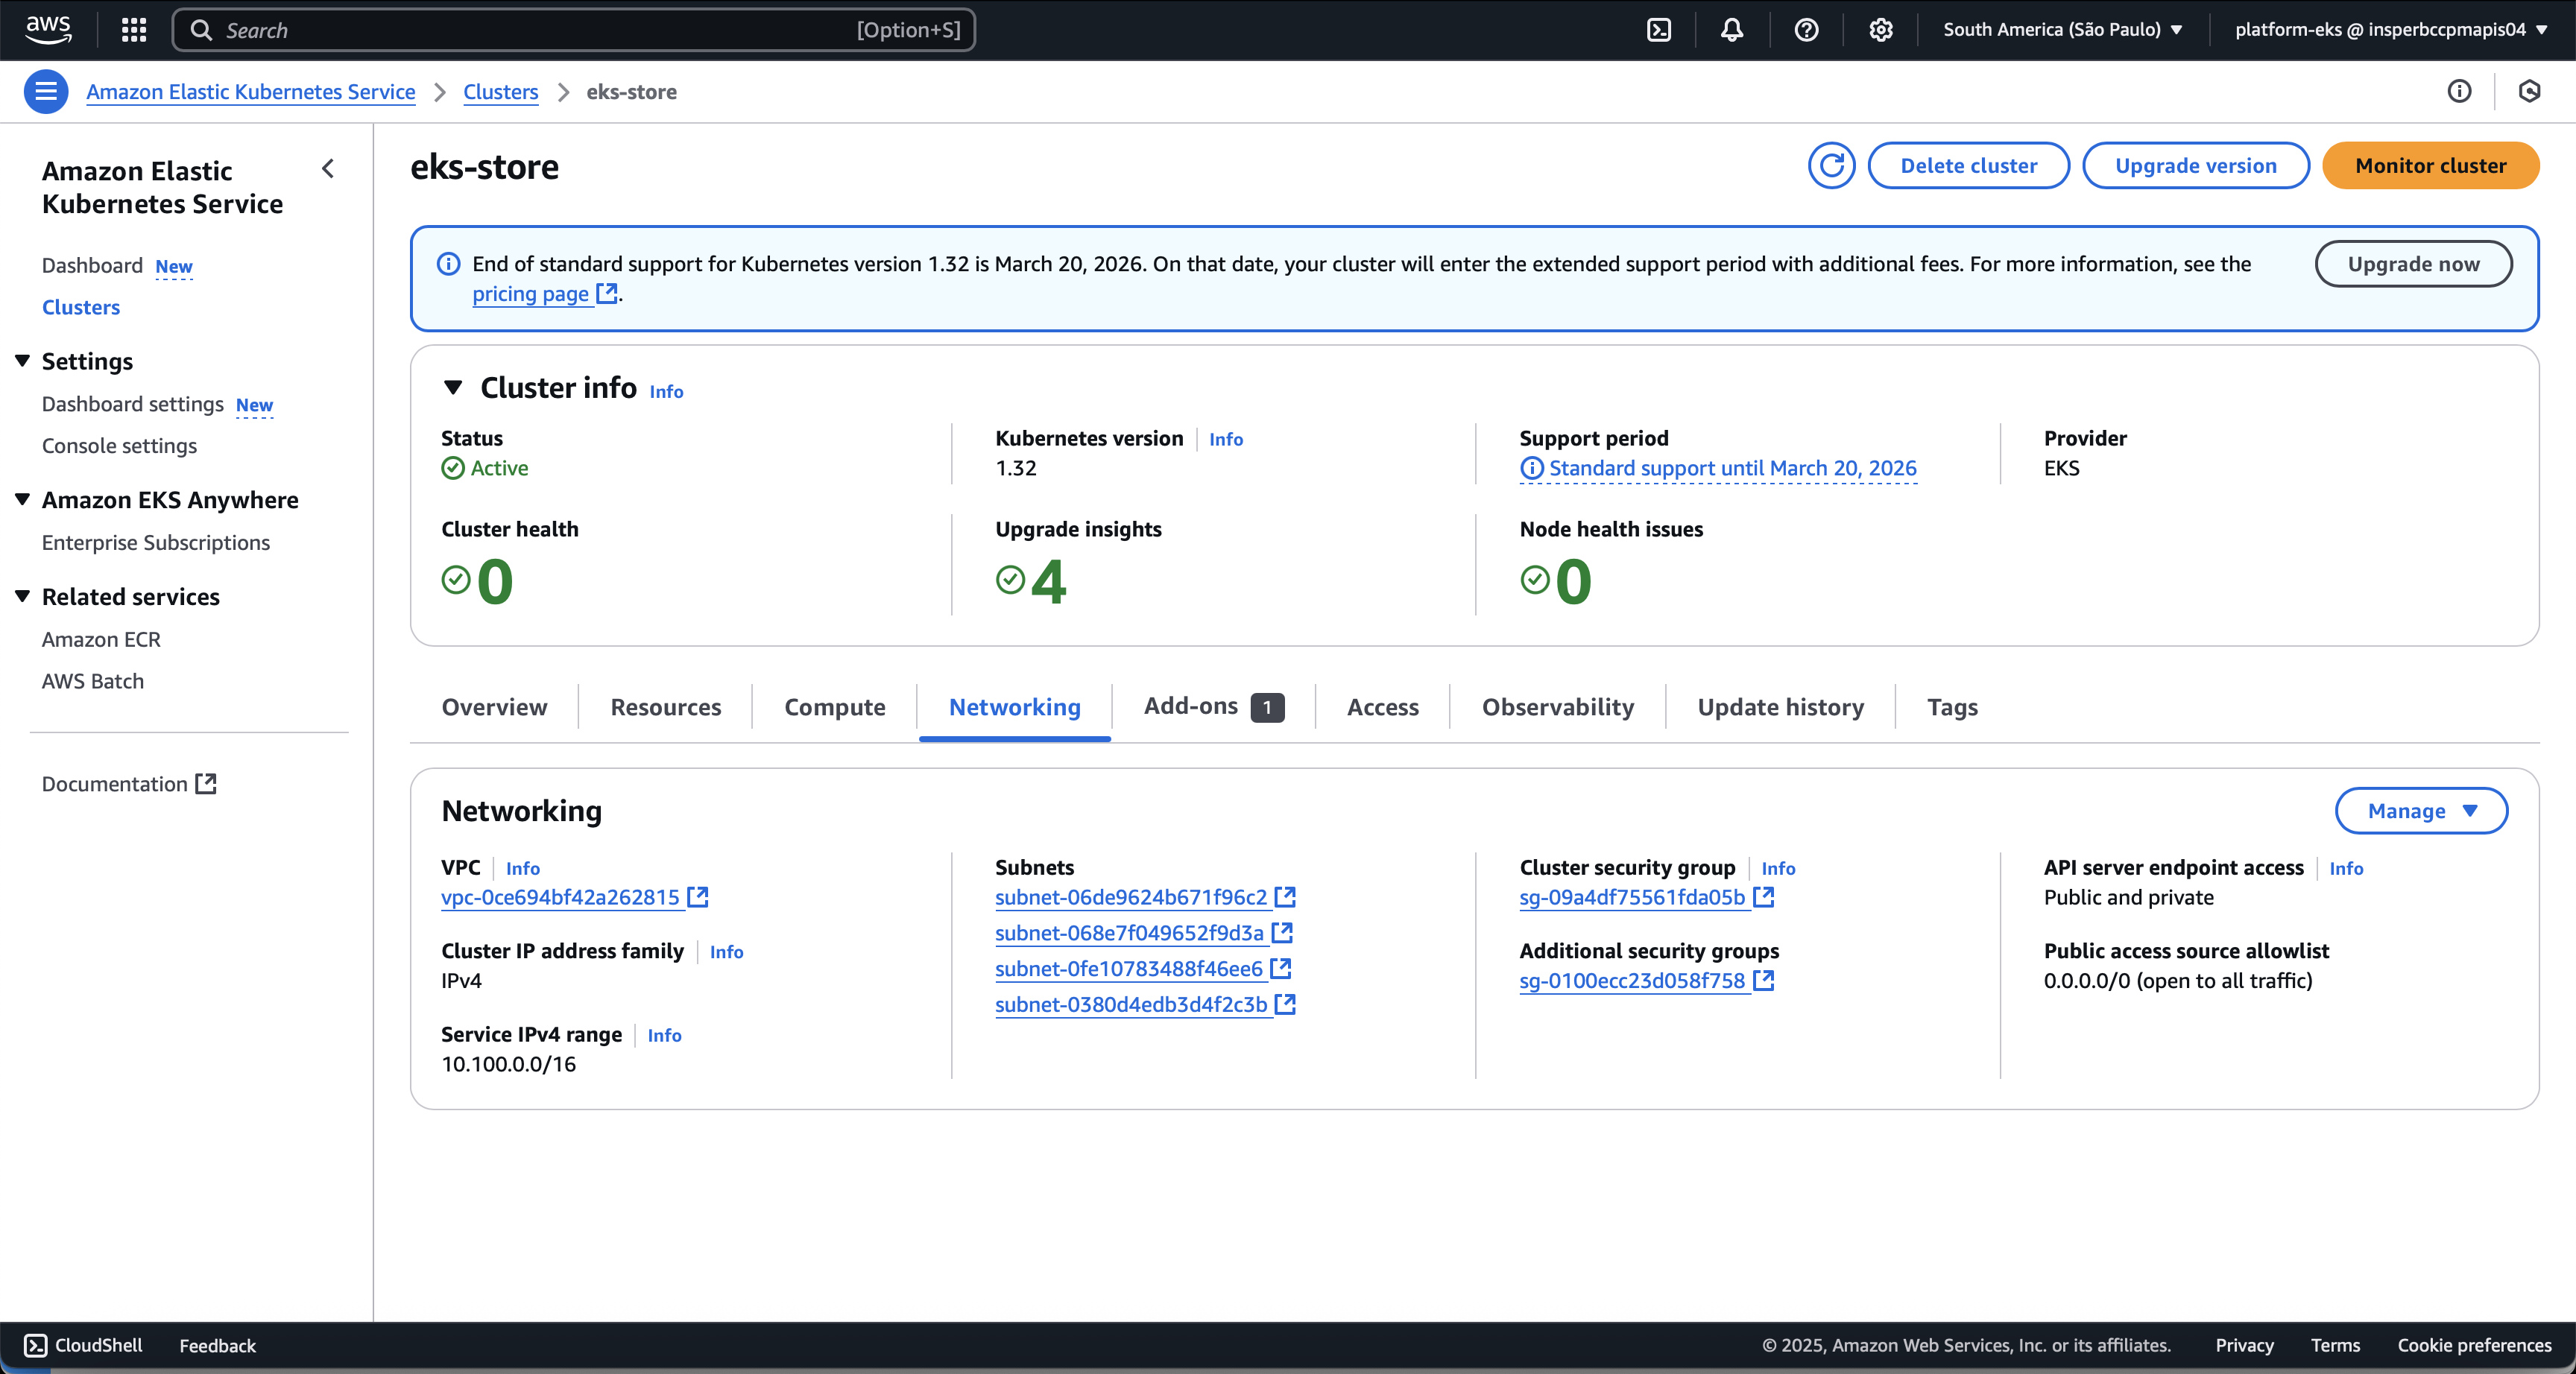 aws
Search
[Option+S]
South America (São Paulo)
platform-eks @ insperbccpmapis04
Amazon Elastic Kubernetes Service
Clusters
eks-store
Amazon Elastic
Kubernetes Service
Dashboard New
Clusters
Settings
Dashboard settings New
Console settings
Amazon EKS Anywhere
Enterprise Subscriptions
Related services
Amazon ECR
AWS Batch
Documentation
eks-store
Delete cluster
Upgrade version
Monitor cluster
End of standard support for Kubernetes version 1.32 is March 20, 2026. On that date, your cluster will enter the extended support period with additional fees. For more information, see the
pricing page.
Upgrade now
Cluster info Info
Status
Active
Kubernetes version Info
1.32
Support period
Standard support until March 20, 2026
Provider
EKS
Cluster health
0
Upgrade insights
4
Node health issues
0
Overview
Resources
Compute
Networking
Add-ons 1
Access
Observability
Update history
Tags
Networking
Manage
VPC Info
vpc-0ce694bf42a262815
Cluster IP address family Info
IPv4
Service IPv4 range Info
10.100.0.0/16
Subnets
subnet-06de9624b671f96c2
subnet-068e7f049652f9d3a
subnet-0fe10783488f46ee6
subnet-0380d4edb3d4f2c3b
Cluster security group Info
sg-09a4df75561fda05b
Additional security groups
sg-0100ecc23d058f758
API server endpoint access Info
Public and private
Public access source allowlist
0.0.0.0/0 (open to all traffic)
CloudShell
Feedback
© 2025, Amazon Web Services, Inc. or its affiliates.
Privacy
Terms
Cookie preferences